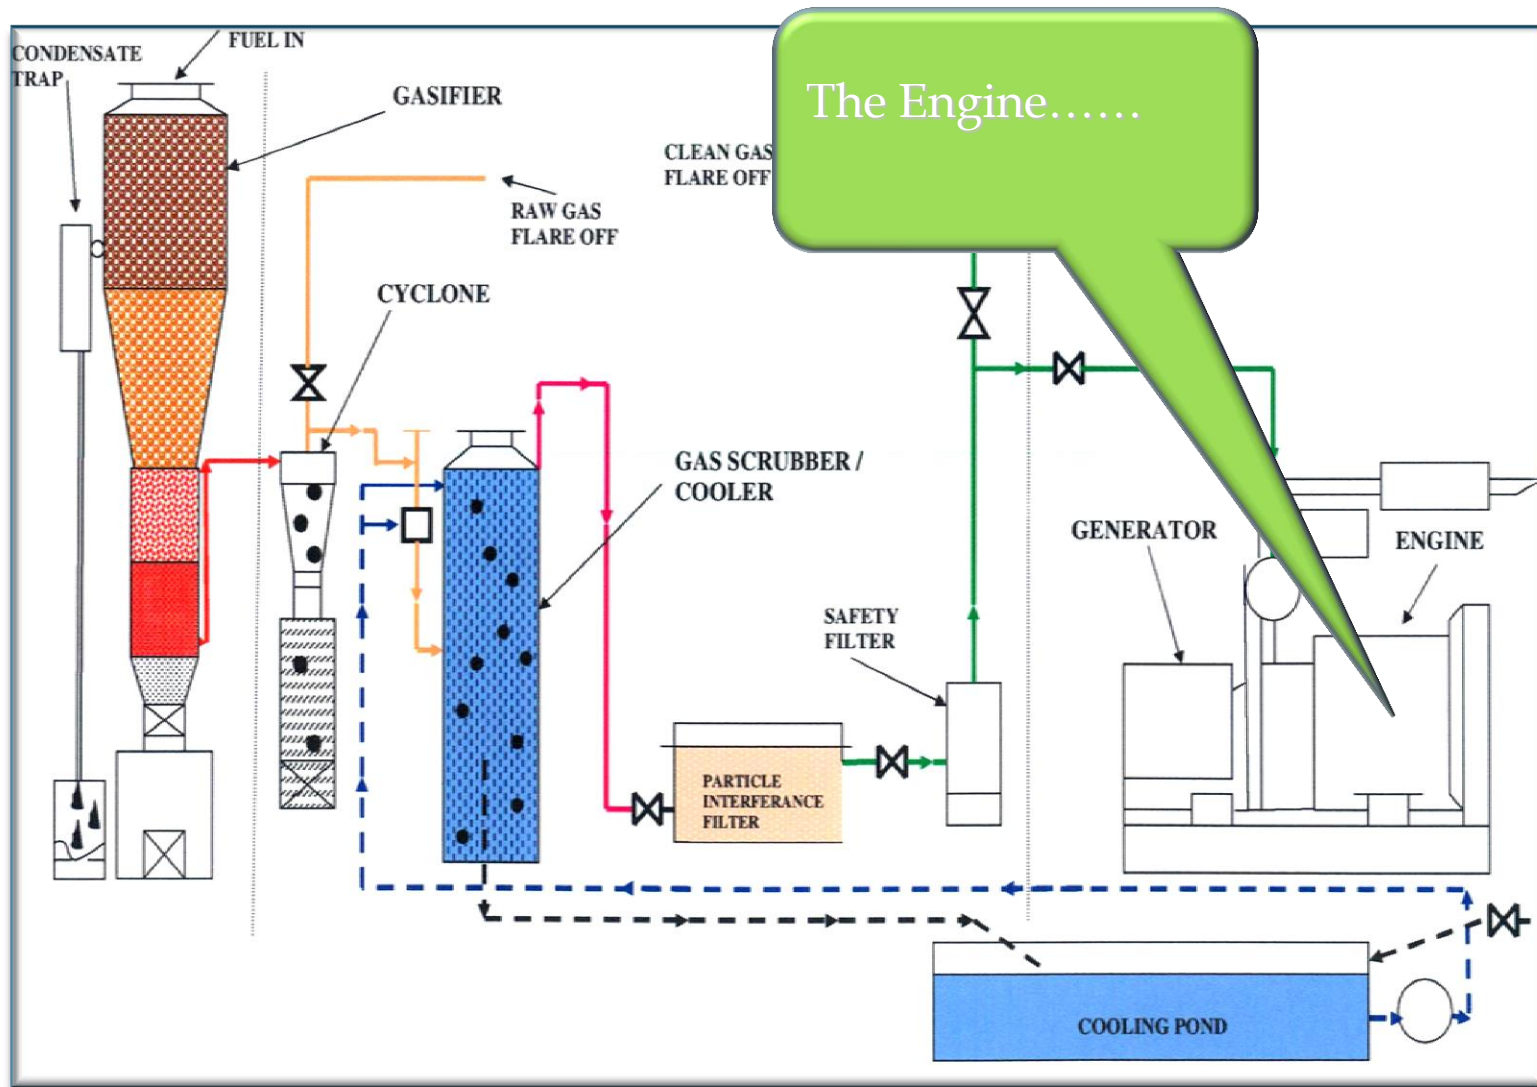 FUEL IN
CONDENSATE
TRAP
GASIFIER
The Engine......
CLEAN GAS
FLARE OFF
RAW GAS
FLARE OFF
CYCLONE
GAS SCRUBBER /
COOLER
GENERATOR
ENGINE
SAFETY
FILTER
PARTICLE
INTERFERANCE
FILTER
COOLING POND